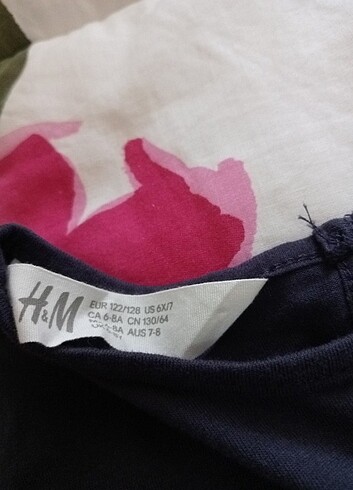 H&M
EUR 122/128 US 6X/7
CA 6-8A CN 130/64
AUS 7-8